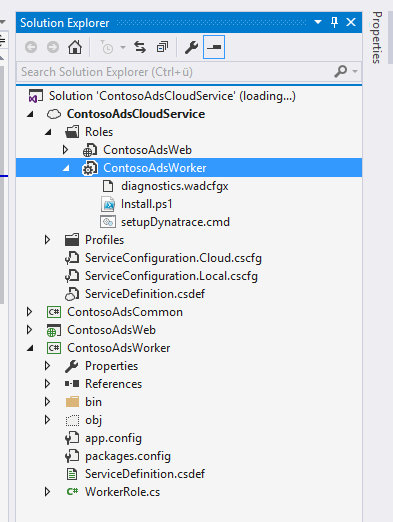 Solution Explorer
Properties
Search Solution Explorer (Ctrl+ü)
Solution 'ContosoAdsCloudService' (loading...)
ContosoAdsCloudService
Roles
ContosoAdsWeb
ContosoAdsWorker
diagnostics.wadcfgx
Install.ps1
setupDynatrace.cmd
Profiles
ServiceConfiguration.Cloud.cscfg
ServiceConfiguration.Local.cscfg
ServiceDefinition.csdef
C# ContosoAdsCommon
ContosoAdsWeb
C# ContosoAdsWorker
Properties
References
bin
obj
app.config
packages.config
ServiceDefinition.csdef
C# WorkerRole.cs